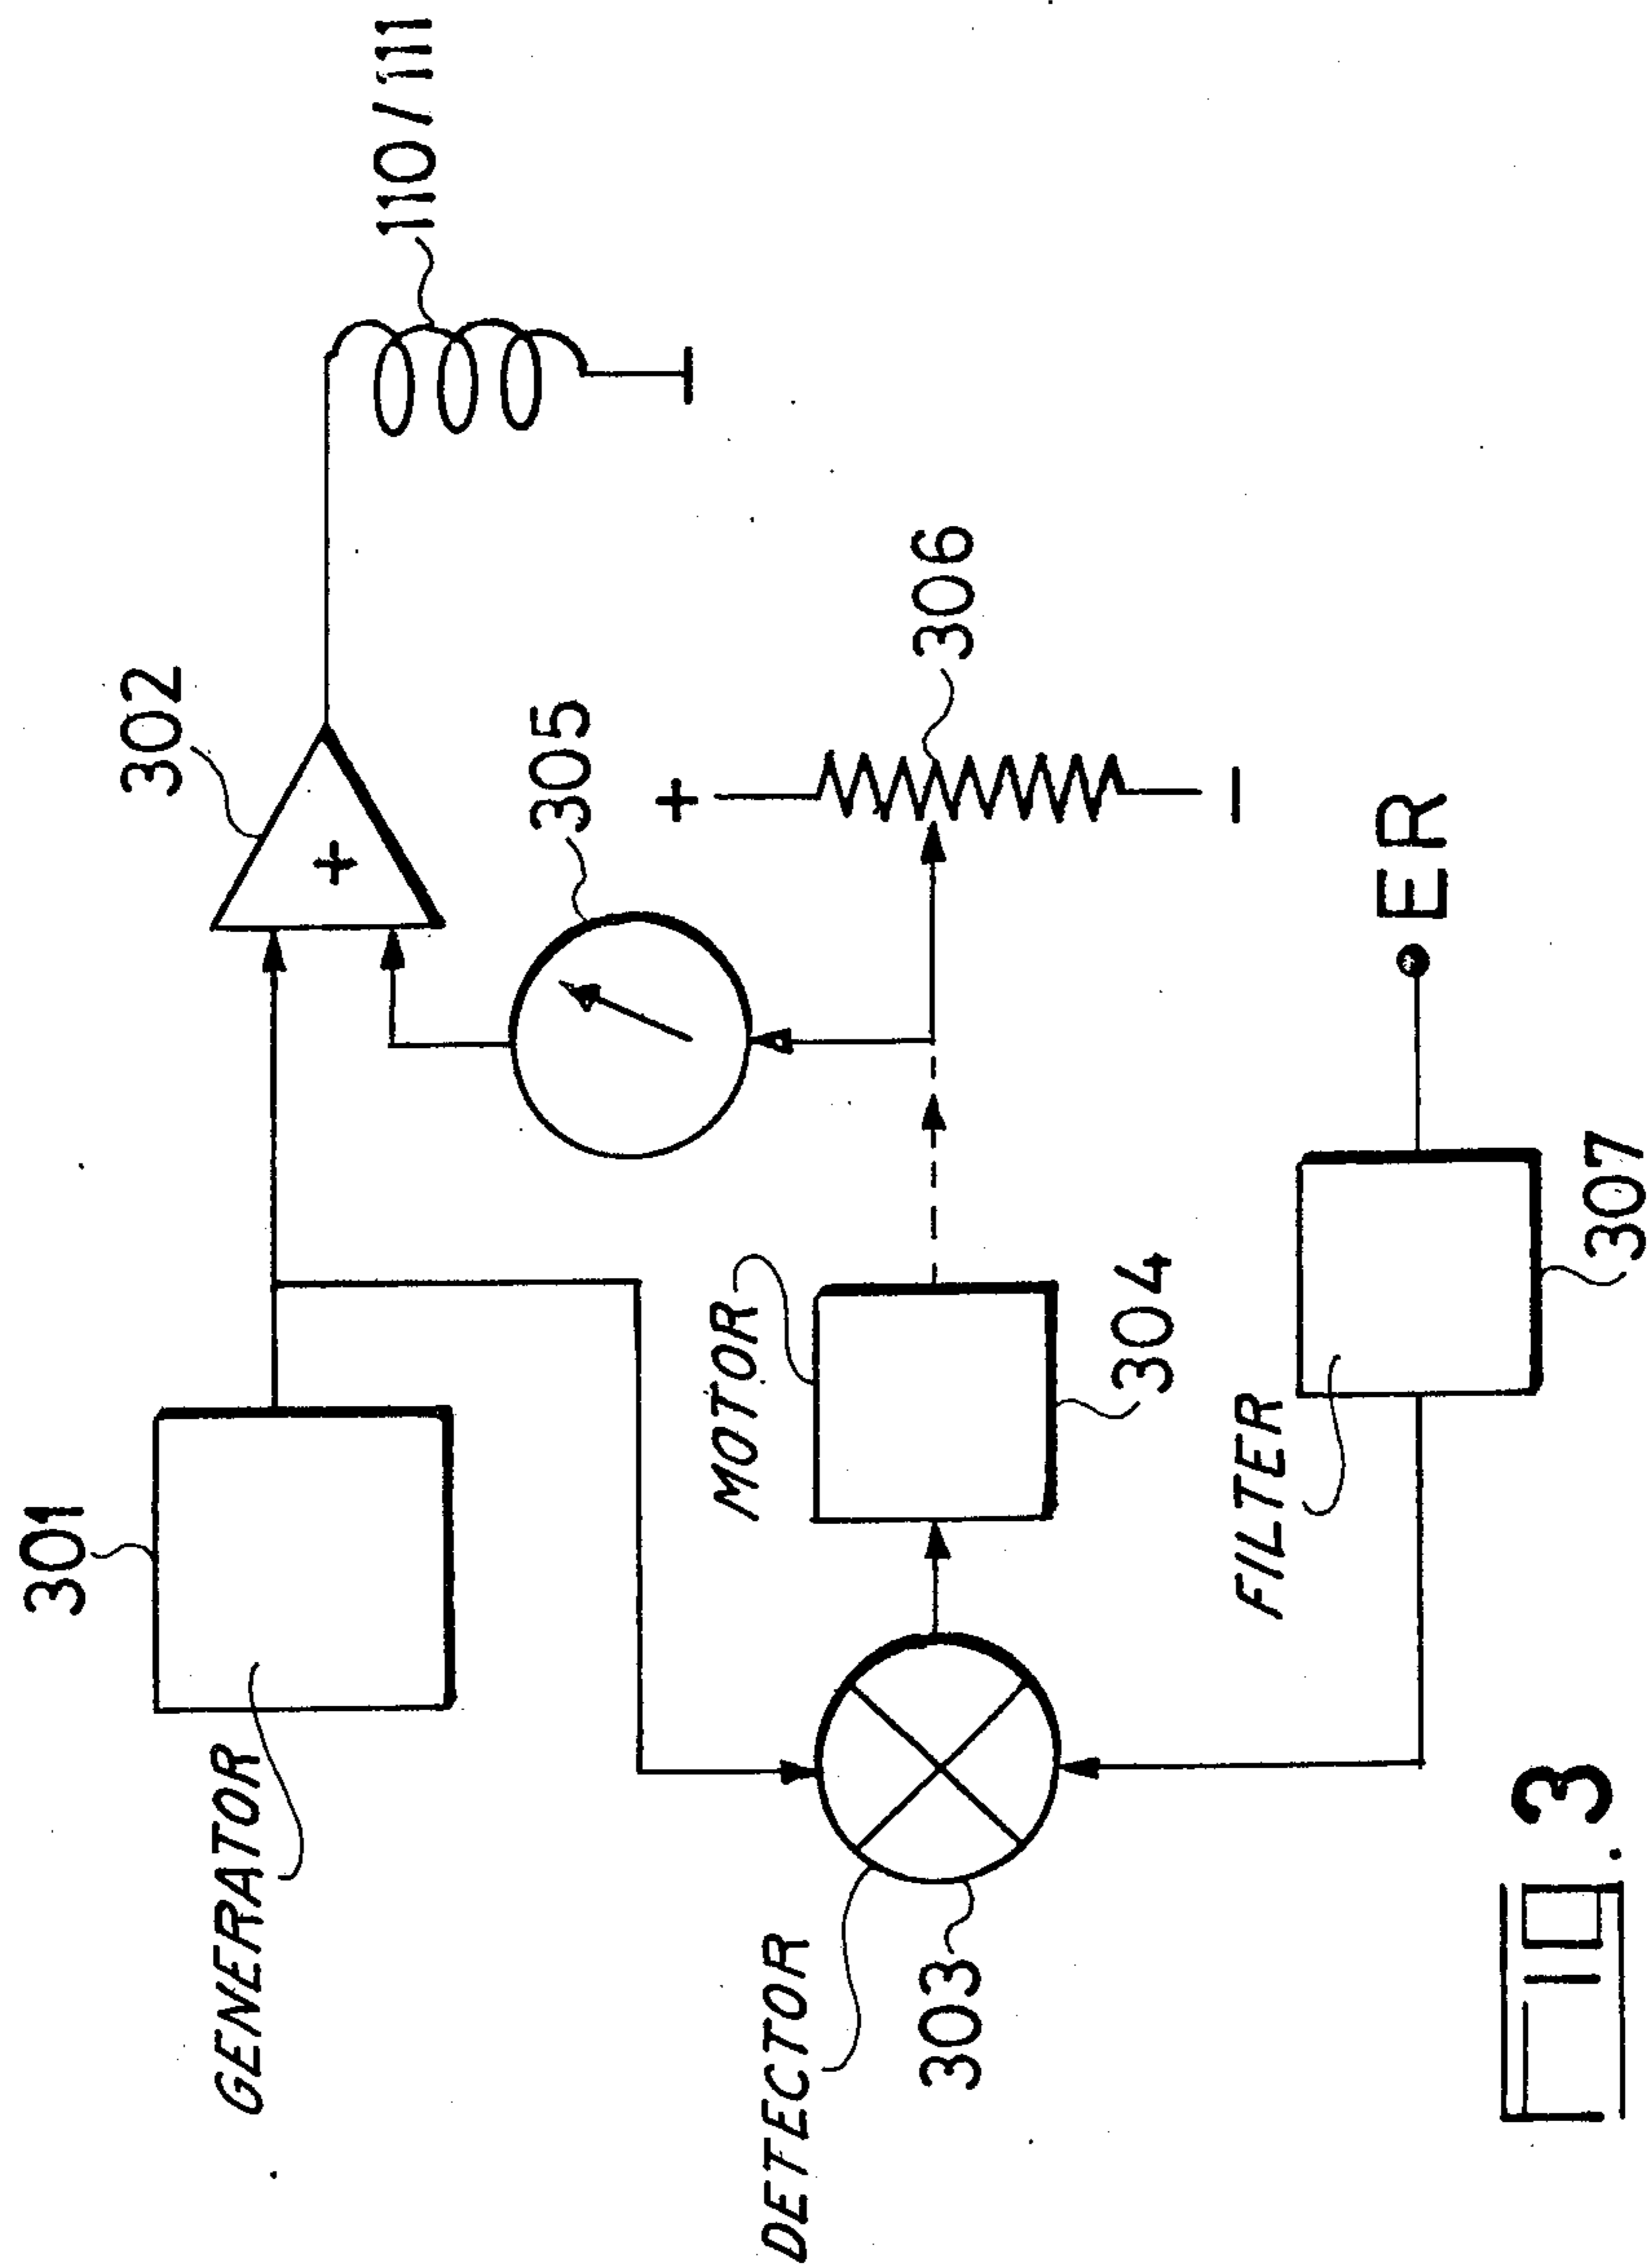 301
GENERATOR
302
110/111
305
+
+
306
–
MOTOR
304
DETECTOR
303
FILTER
307
ER
FIG. 3